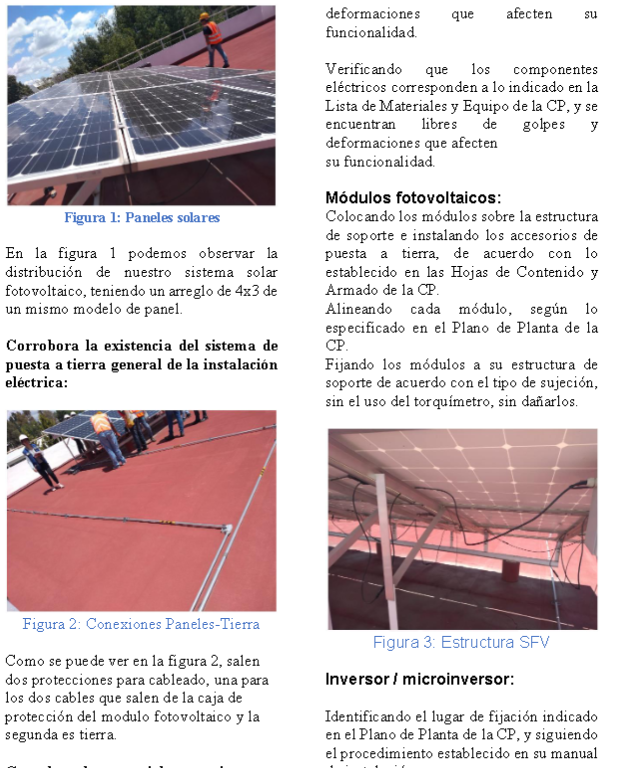 Figura 1: Paneles solares
En la figura 1 podemos observar la
distribución de nuestro sistema solar
fotovoltaico, teniendo un arreglo de 4x3 de
un mismo modelo de panel.
Corrobora la existencia del sistema de
puesta a tierra general de la instalación
eléctrica:
Figura 2: Conexiones Paneles-Tierra
Como se puede ver en la figura 2, salen
dos protecciones para cableado, una para
los dos cables que salen de la caja de
protección del modulo fotovoltaico y la
segunda es tierra.
deformaciones que afecten su
funcionalidad.
Verificando que los componentes
eléctricos corresponden a lo indicado en la
Lista de Materiales y Equipo de la CP, y se
encuentran libres de golpes y
deformaciones que afecten
su funcionalidad.
Módulos fotovoltaicos:
Colocando los módulos sobre la estructura
de soporte e instalando los accesorios de
puesta a tierra, de acuerdo con lo
establecido en las Hojas de Contenido y
Armado de la CP.
Alineando cada módulo, según lo
especificado en el Plano de Planta de la
CP.
Fijando los módulos a su estructura de
soporte de acuerdo con el tipo de sujeción,
sin el uso del torquímetro, sin dañarlos.
Figura 3: Estructura SFV
Inversor / microinversor:
Identificando el lugar de fijación indicado
en el Plano de Planta de la CP, y siguiendo
el procedimiento establecido en su manual